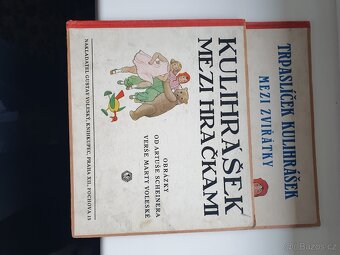 KULIHRÁŠEK
MEZI HRAČKAMI
OBRÁZKY
OD ARTUŠE SCHEINERA
VERŠE MARTY VOLESKÉ
NAKLADATEL GUSTAV VOLESKÝ, KNIHKUPEC, PRAHA XII, FOCHOVA 15
TRPASLÍČEK KULIHRÁŠEK
MEZI ZVÍŘÁTKY
Bazoš.cz